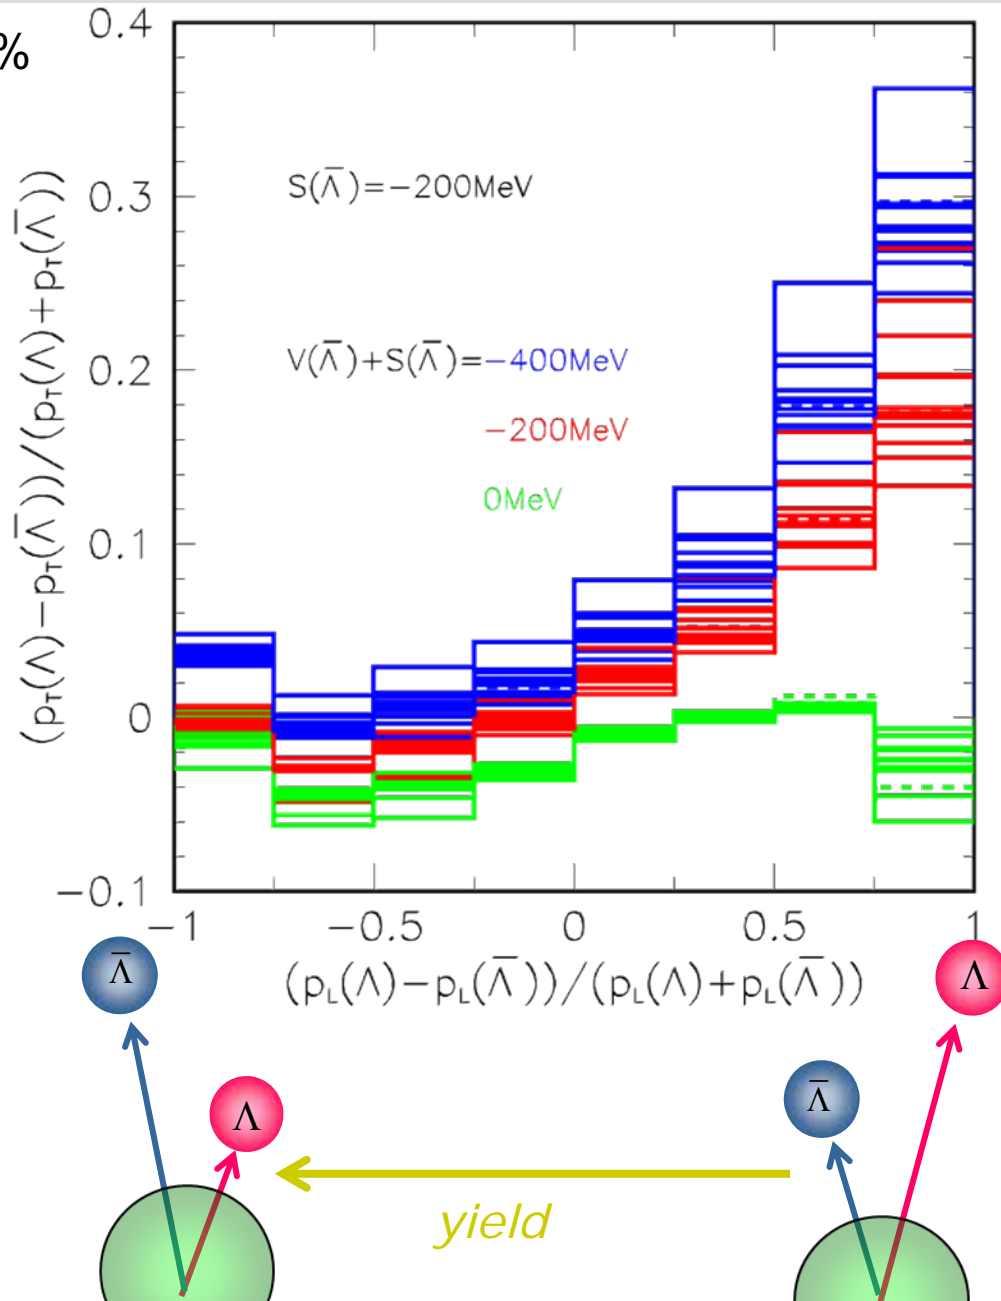 %
0.4
0.3
0.2
0.1
0
−0.1
(p_T(Λ)−p_T(Λ̅))/(p_T(Λ)+p_T(Λ̅))
S(Λ̅)=−200MeV
V(Λ̅)+S(Λ̅)=−400MeV
−200MeV
0MeV
−1 −0.5 0 0.5 1
(p_L(Λ)−p_L(Λ̅))/(p_L(Λ)+p_L(Λ̅))
Λ̅
Λ
Λ̅
Λ
yield